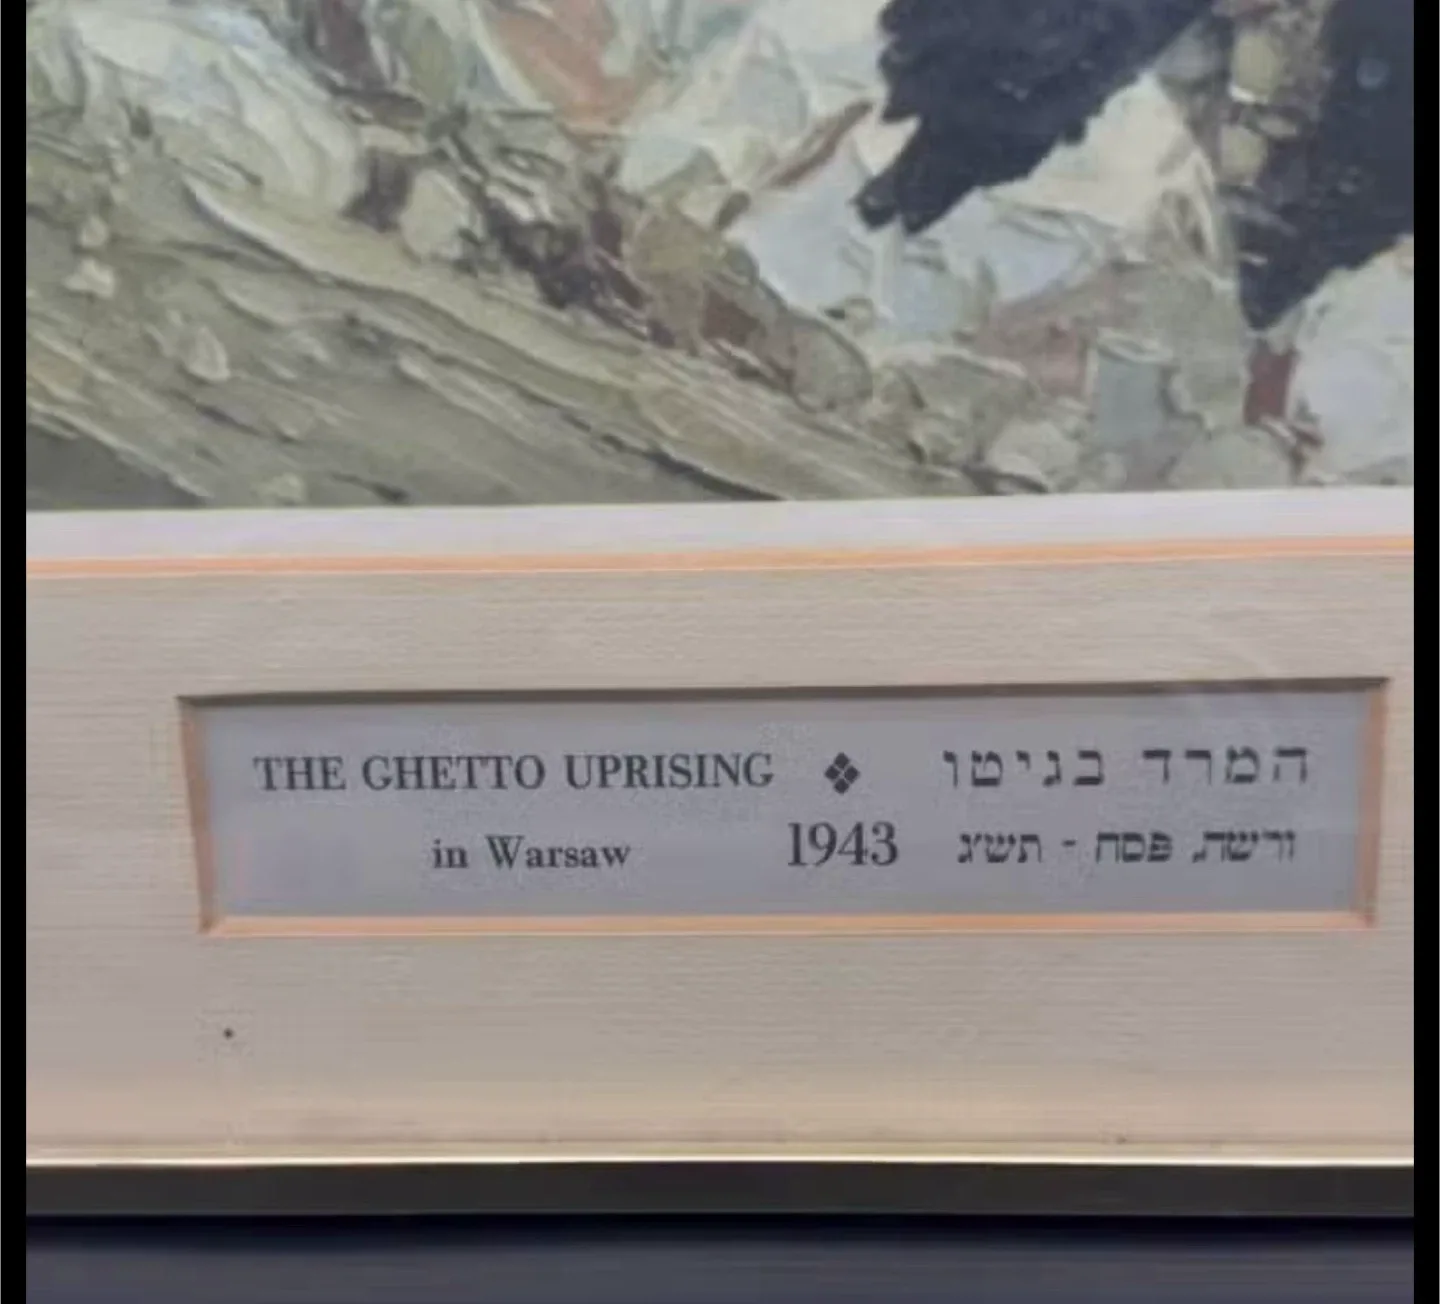 THE GHETTO UPRISING ❖ המרד בגיטו
in Warsaw 1943 ורשה, פסח - תש״ג